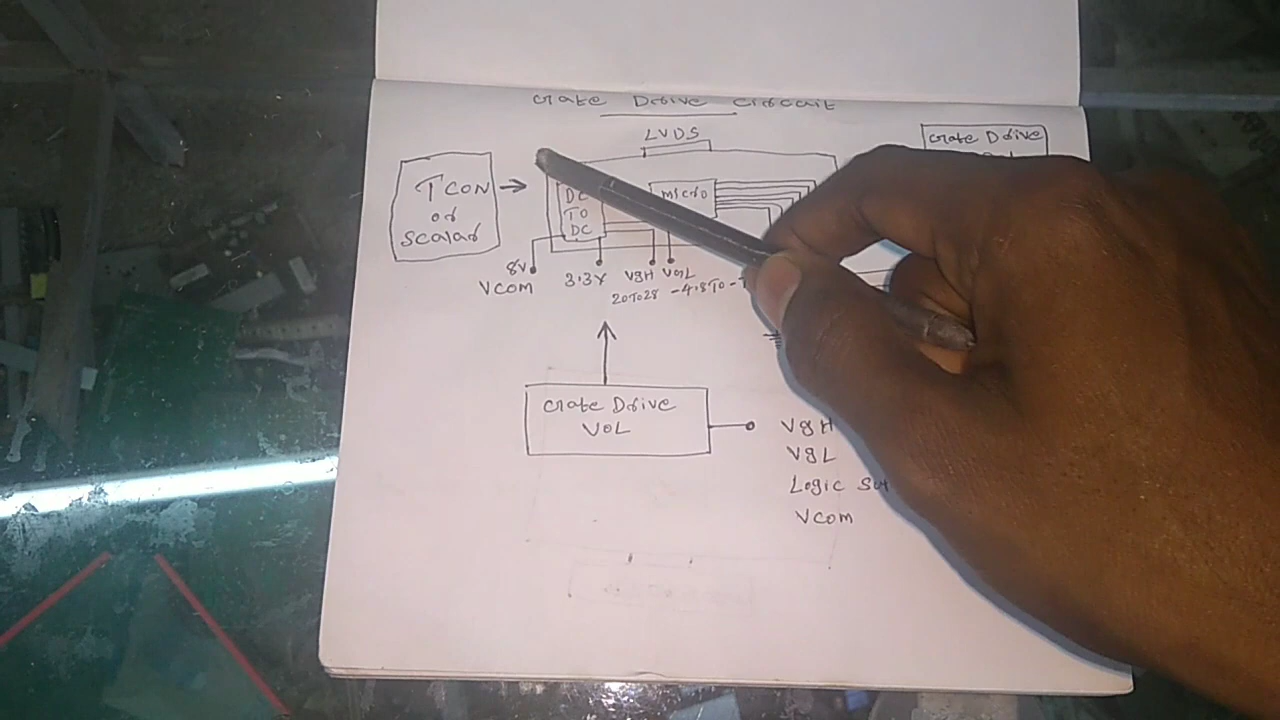 Gate Drive Circuit
LVDS
Gate Drive
TCON
or
Scalar
DC
TO
DC
micro
8V
VCOM
3.3V
VgH
VgL
20TO28
-4.8TO -
Gate Drive
VOL
VgH
VgL
Logic
Vcom